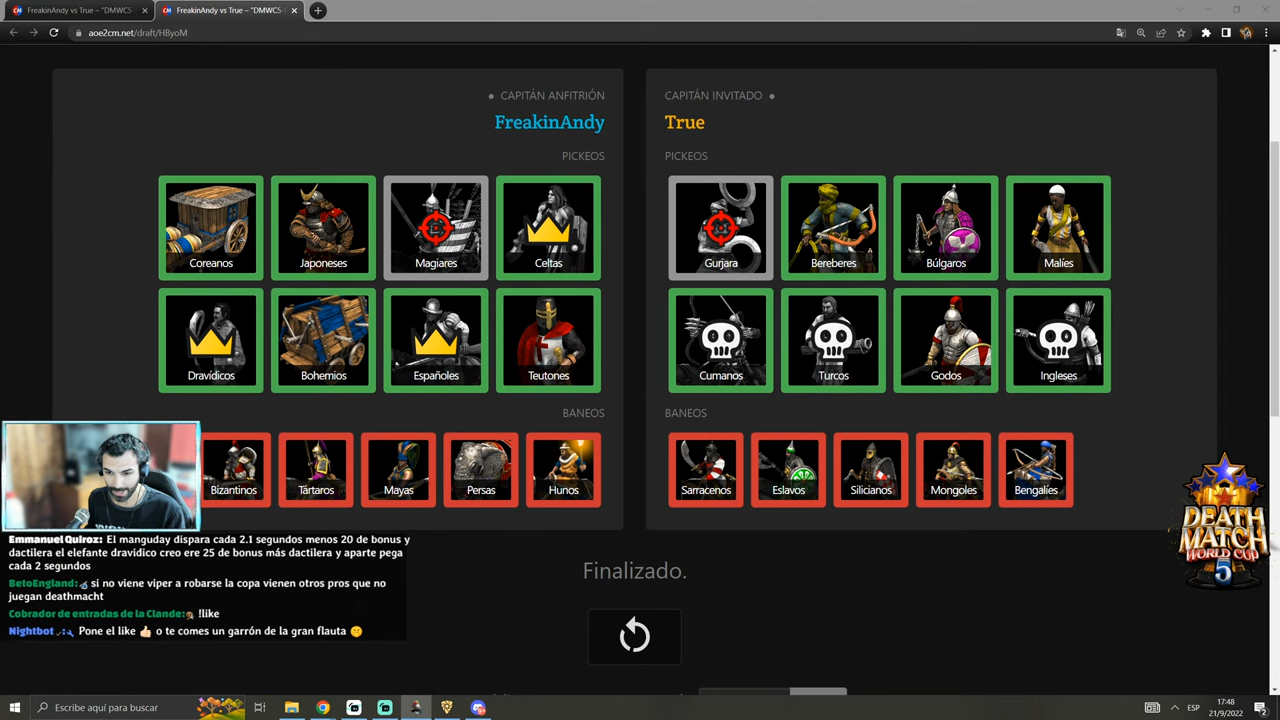 FreakinAndy vs True – "DMWC5
FreakinAndy vs True – "DMWC5 -
aoe2cm.net/draft/HByoM
CAPITÁN ANFITRIÓN
FreakinAndy
PICKEOS
Coreanos
Japoneses
Magiares
Celtas
Dravídicos
Bohemios
Españoles
Teutones
BANEOS
Bizantinos
Tártaros
Mayas
Persas
Hunos
CAPITÁN INVITADO
True
PICKEOS
Gurjara
Bereberes
Búlgaros
Malíes
Cumanos
Turcos
Godos
Ingleses
BANEOS
Sarracenos
Eslavos
Silicianos
Mongoles
Bengalíes
Emmanuel Quiroz: El manguday dispara cada 2.1 segundos menos 20 de bonus y
dactilera el elefante dravidico creo ere 25 de bonus más dactilera y aparte pega
cada 2 segundos
BetoEngland: si no viene viper a robarse la copa vienen otros pros que no
juegan deathmacht
Cobrador de entradas de la Clande: !like
Nightbot : Pone el like 👍 o te comes un garrón de la gran flauta 🤫
Finalizado.
DEATH
MATCH
WORLD CUP
5
Escribe aquí para buscar
ESP
17:48
21/9/2022
2